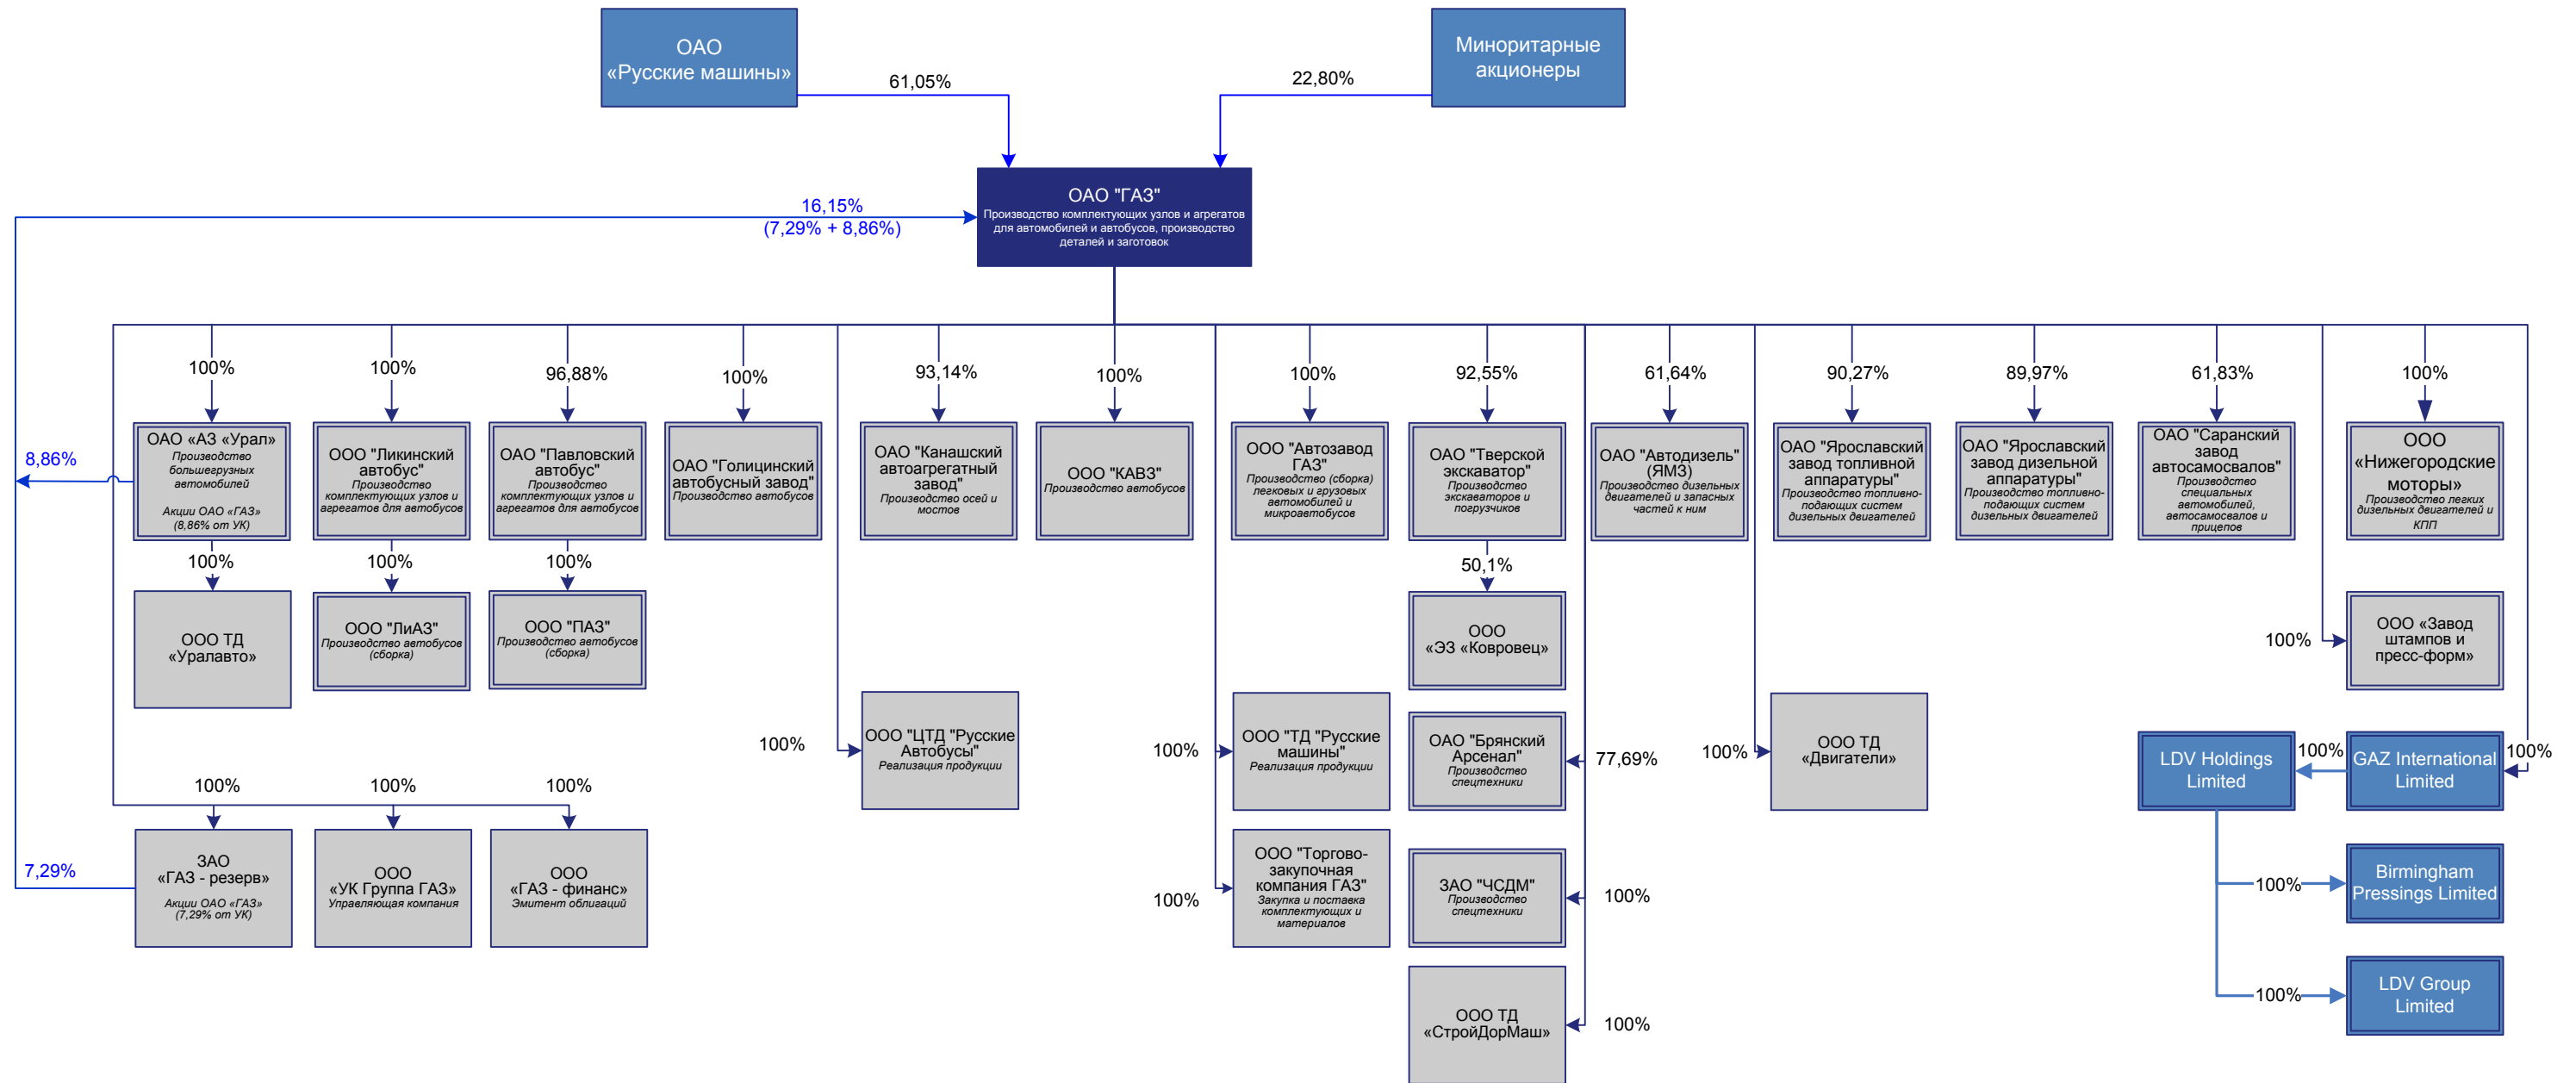 ОАО
«Русские машины»
Миноритарные
акционеры
61,05%
22,80%
ОАО "ГАЗ"
Производство комплектующих узлов и агрегатов
для автомобилей и автобусов, производство
деталей и заготовок
16,15%
(7,29% + 8,86%)
100%
100%
96,88%
100%
93,14%
100%
100%
92,55%
61,64%
90,27%
89,97%
61,83%
100%
8,86%
ОАО «АЗ «Урал»
Производство
большегрузных
автомобилей
Акции ОАО «ГАЗ»
(8,86% от УК)
ООО "Ликинский
автобус"
Производство
комплектующих узлов и
агрегатов для автобусов
ОАО "Павловский
автобус"
Производство
комплектующих узлов и
агрегатов для автобусов
ОАО "Голицинский
автобусный завод"
Производство автобусов
ОАО "Канашский
автоагрегатный
завод"
Производство осей и
мостов
ООО "КАВЗ"
Производство автобусов
ООО "Автозавод
ГАЗ"
Производство (сборка)
легковых и грузовых
автомобилей и
микроавтобусов
ОАО "Тверской
экскаватор"
Производство
экскаваторов и
погрузчиков
ОАО "Автодизель"
(ЯМЗ)
Производство дизельных
двигателей и запасных
частей к ним
ОАО "Ярославский
завод топливной
аппаратуры"
Производство топливно-
подающих систем
дизельных двигателей
ОАО "Ярославский
завод дизельной
аппаратуры"
Производство топливно-
подающих систем
дизельных двигателей
ОАО "Саранский
завод
автосамосвалов"
Производство
специальных
автомобилей,
автосамосвалов и
прицепов
ООО
«Нижегородские
моторы»
Производство легких
дизельных двигателей и
КПП
100%
100%
100%
50,1%
ООО ТД
«Уралавто»
ООО "ЛиАЗ"
Производство автобусов
(сборка)
ООО "ПАЗ"
Производство автобусов
(сборка)
ООО
«ЭЗ «Ковровец»
100%
ООО «Завод
штампов и
пресс-форм»
100%
ООО "ЦТД "Русские
Автобусы"
Реализация продукции
100%
ООО "ТД "Русские
машины"
Реализация продукции
ОАО "Брянский
Арсенал"
Производство
спецтехники
77,69%
100%
ООО ТД
«Двигатели»
LDV Holdings
Limited
100%
GAZ International
Limited
100%
100%
100%
100%
7,29%
ЗАО
«ГАЗ - резерв»
Акции ОАО «ГАЗ»
(7,29% от УК)
ООО
«УК Группа ГАЗ»
Управляющая компания
ООО
«ГАЗ - финанс»
Эмитент облигаций
100%
ООО "Торгово-
закупочная
компания ГАЗ"
Закупка и поставка
комплектующих и
материалов
ЗАО "ЧСДМ"
Производство
спецтехники
100%
100%
Birmingham
Pressings Limited
ООО ТД
«СтройДорМаш»
100%
100%
LDV Group
Limited